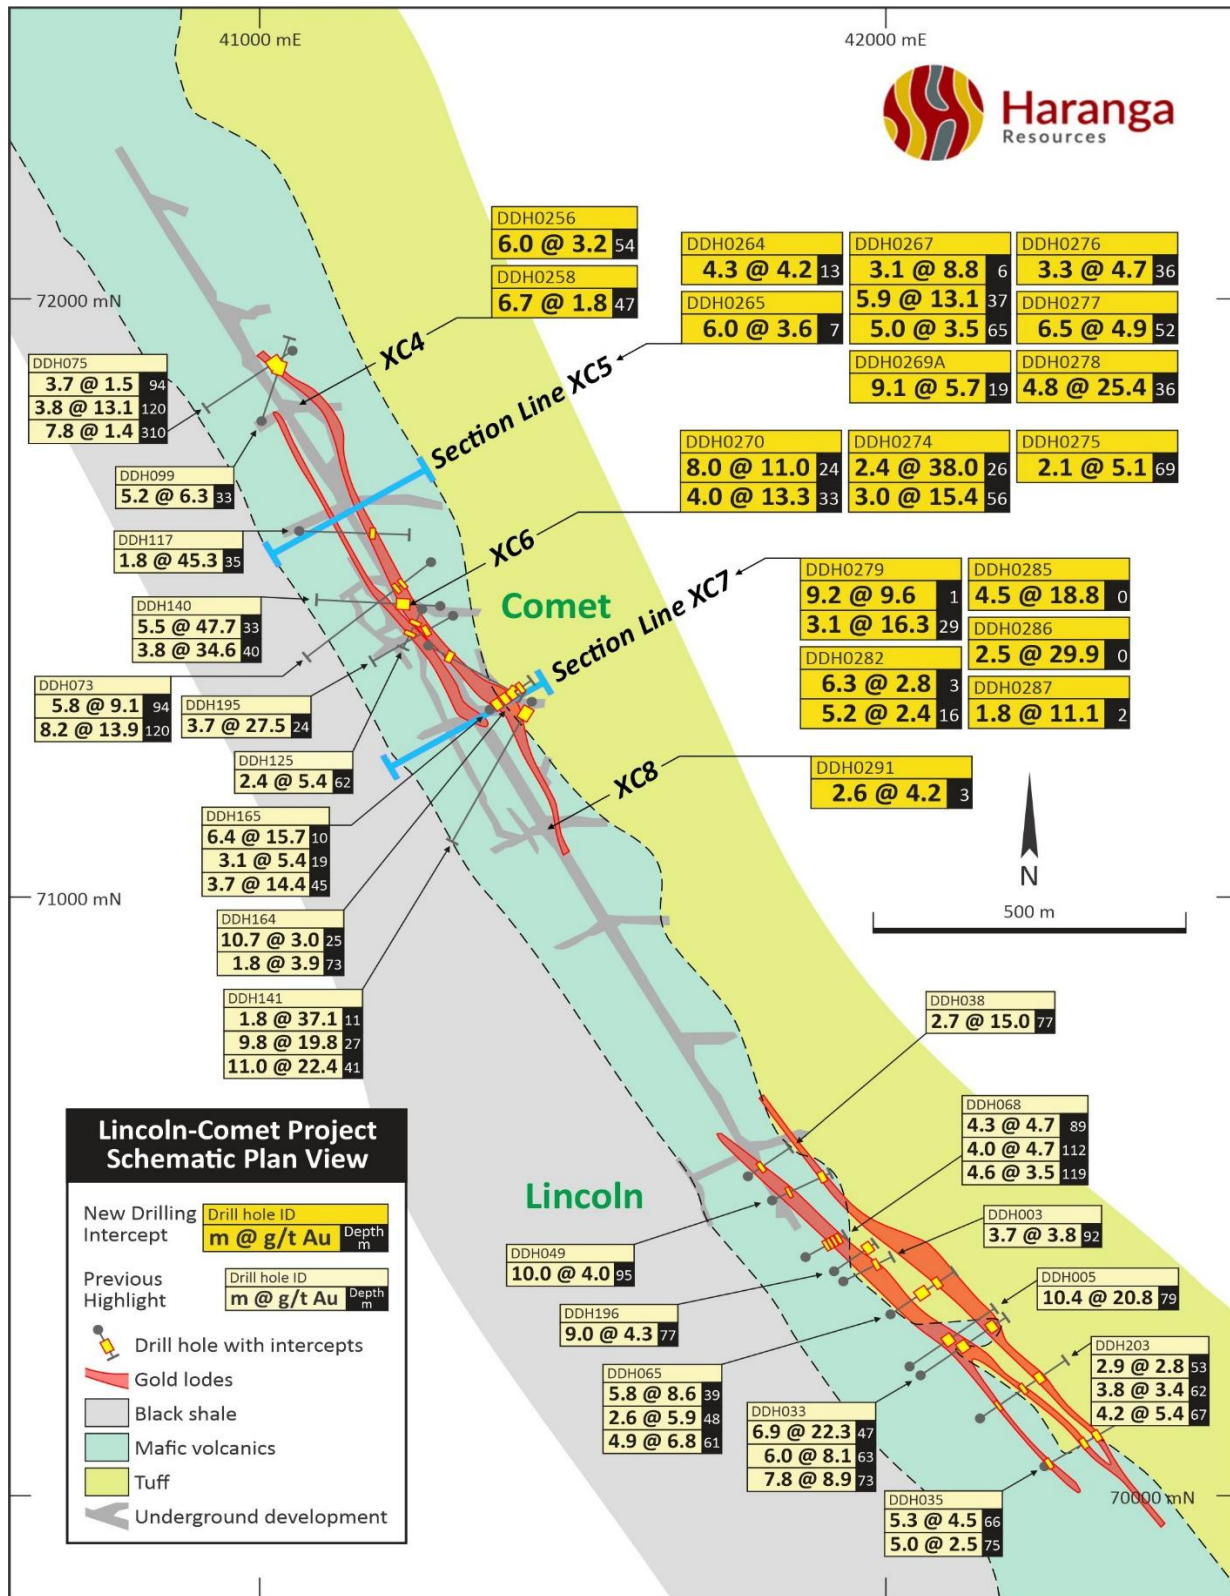 41000 mE
42000 mE
Haranga
Resources
DDH0256
6.0 @ 3.2 54
DDH0258
6.7 @ 1.8 47
DDH0264
4.3 @ 4.2 13
DDH0265
6.0 @ 3.6 7
DDH0267
3.1 @ 8.8 6
5.9 @ 13.1 37
5.0 @ 3.5 65
DDH0269A
9.1 @ 5.7 19
DDH0276
3.3 @ 4.7 36
DDH0277
6.5 @ 4.9 52
DDH0278
4.8 @ 25.4 36
72000 mN
XC4
Section Line XC5
DDH075
3.7 @ 1.5 94
3.8 @ 13.1 120
7.8 @ 1.4 310
DDH0270
8.0 @ 11.0 24
4.0 @ 13.3 33
DDH0274
2.4 @ 38.0 26
3.0 @ 15.4 56
DDH0275
2.1 @ 5.1 69
DDH099
5.2 @ 6.3 33
DDH117
1.8 @ 45.3 35
XC6
Comet
Section Line XC7
DDH0279
9.2 @ 9.6 1
3.1 @ 16.3 29
DDH0282
6.3 @ 2.8 3
5.2 @ 2.4 16
DDH0285
4.5 @ 18.8 0
DDH0286
2.5 @ 29.9 0
DDH0287
1.8 @ 11.1 2
DDH140
5.5 @ 47.7 33
3.8 @ 34.6 40
DDH073
5.8 @ 9.1 94
8.2 @ 13.9 120
DDH195
3.7 @ 27.5 24
DDH125
2.4 @ 5.4 62
XC8
DDH0291
2.6 @ 4.2 3
DDH165
6.4 @ 15.7 10
3.1 @ 5.4 19
3.7 @ 14.4 45
N
500 m
71000 mN
DDH164
10.7 @ 3.0 25
1.8 @ 3.9 73
DDH141
1.8 @ 37.1 11
9.8 @ 19.8 27
11.0 @ 22.4 41
DDH038
2.7 @ 15.0 77
DDH068
4.3 @ 4.7 89
4.0 @ 4.7 112
4.6 @ 3.5 119
Lincoln
DDH003
3.7 @ 3.8 92
DDH049
10.0 @ 4.0 95
DDH005
10.4 @ 20.8 79
DDH196
9.0 @ 4.3 77
DDH203
2.9 @ 2.8 53
3.8 @ 3.4 62
4.2 @ 5.4 67
DDH065
5.8 @ 8.6 39
2.6 @ 5.9 48
4.9 @ 6.8 61
DDH033
6.9 @ 22.3 47
6.0 @ 8.1 63
7.8 @ 8.9 73
DDH035
5.3 @ 4.5 66
5.0 @ 2.5 75
70000 mN
Lincoln-Comet Project
Schematic Plan View
New Drilling
Intercept
Drill hole ID
m @ g/t Au Depth
m
Previous
Highlight
Drill hole ID
m @ g/t Au Depth
m
Drill hole with intercepts
Gold lodes
Black shale
Mafic volcanics
Tuff
Underground development